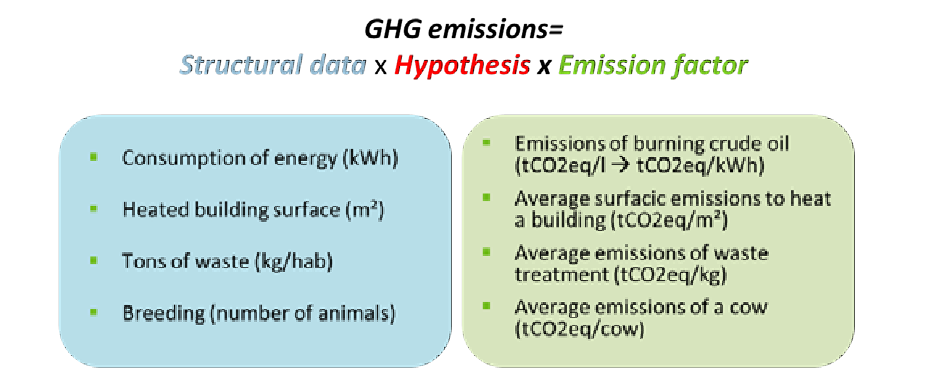 GHG emissions=
Structural data x Hypothesis x Emission factor
Consumption of energy (kWh)
Heated building surface (m²)
Tons of waste (kg/hab)
Breeding (number of animals)
Emissions of burning crude oil
(tCO2eq/l → tCO2eq/kWh)
Average surfacic emissions to heat
a building (tCO2eq/m²)
Average emissions of waste
treatment (tCO2eq/kg)
Average emissions of a cow
(tCO2eq/cow)